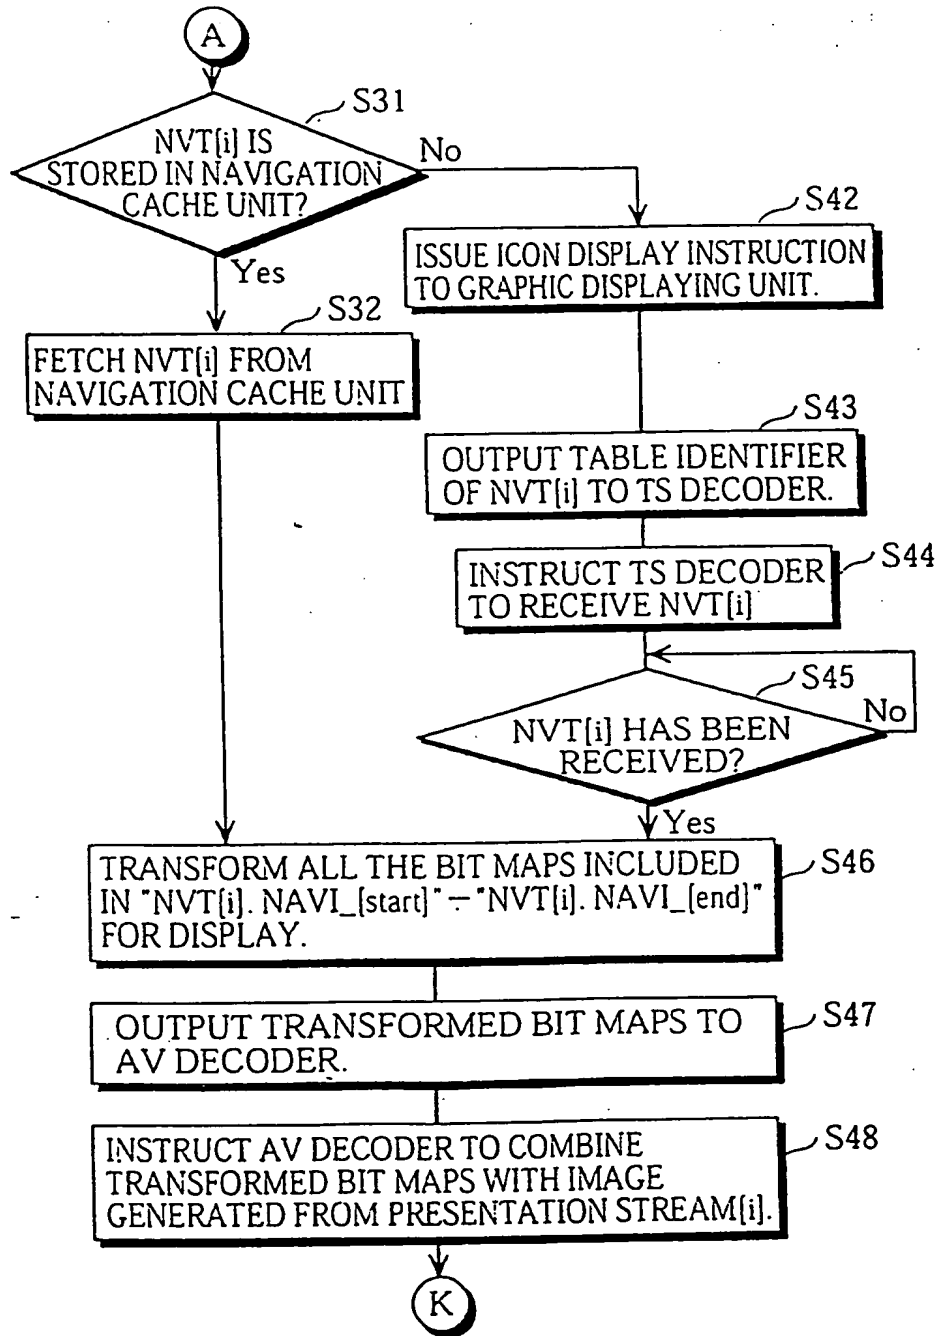 A
S31
NVT[i] IS
STORED IN NAVIGATION
CACHE UNIT?
No
Yes
S42
ISSUE ICON DISPLAY INSTRUCTION
TO GRAPHIC DISPLAYING UNIT.
S32
FETCH NVT[i] FROM
NAVIGATION CACHE UNIT
S43
OUTPUT TABLE IDENTIFIER
OF NVT[i] TO TS DECODER.
S44
INSTRUCT TS DECODER
TO RECEIVE NVT[i]
S45
NVT[i] HAS BEEN
RECEIVED?
No
Yes
S46
TRANSFORM ALL THE BIT MAPS INCLUDED
IN "NVT[i]. NAVI_[start]" – "NVT[i]. NAVI_[end]"
FOR DISPLAY.
S47
OUTPUT TRANSFORMED BIT MAPS TO
AV DECODER.
S48
INSTRUCT AV DECODER TO COMBINE
TRANSFORMED BIT MAPS WITH IMAGE
GENERATED FROM PRESENTATION STREAM[i].
K